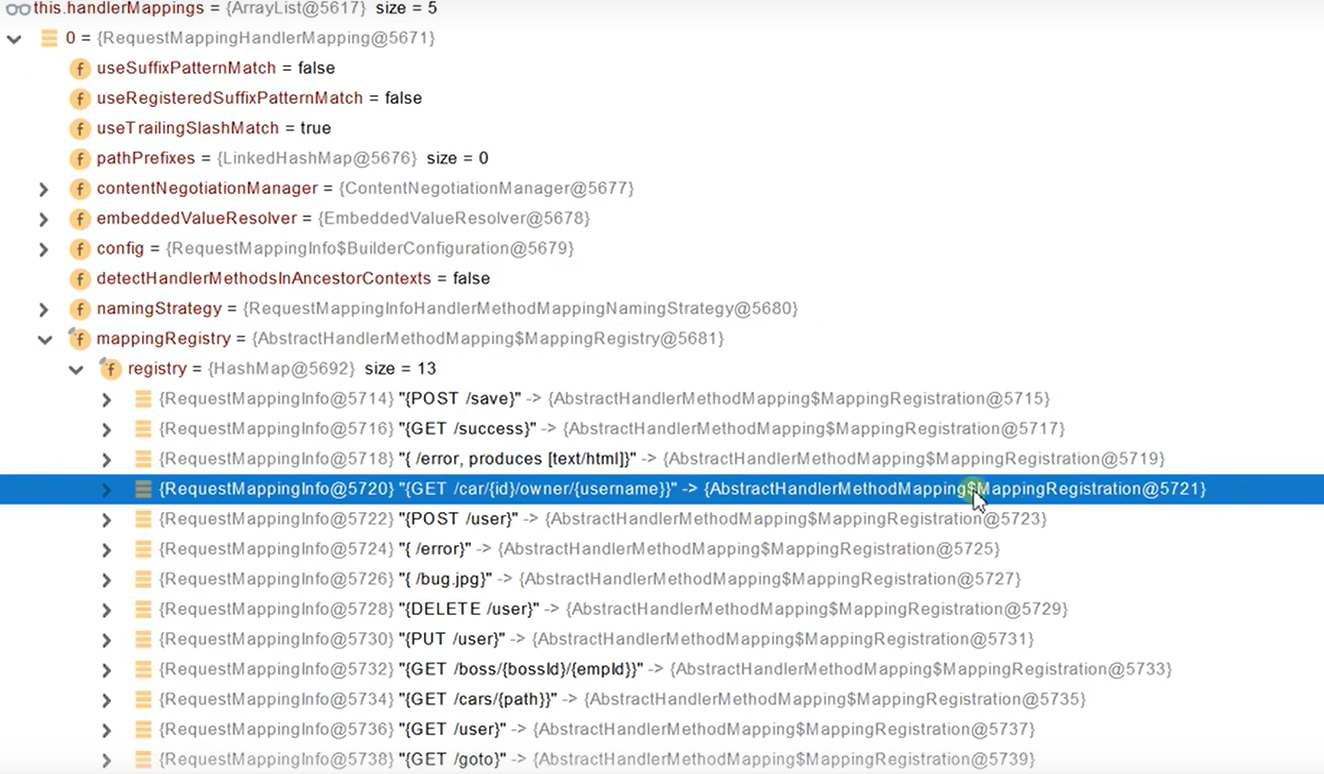 this.handlerMappings = {ArrayList@5617} size = 5
0 = {RequestMappingHandlerMapping@5671}
f useSuffixPatternMatch = false
f useRegisteredSuffixPatternMatch = false
f useTrailingSlashMatch = true
f pathPrefixes = {LinkedHashMap@5676} size = 0
f contentNegotiationManager = {ContentNegotiationManager@5677}
f embeddedValueResolver = {EmbeddedValueResolver@5678}
f config = {RequestMappingInfo$BuilderConfiguration@5679}
f detectHandlerMethodsInAncestorContexts = false
f namingStrategy = {RequestMappingInfoHandlerMethodMappingNamingStrategy@5680}
f mappingRegistry = {AbstractHandlerMethodMapping$MappingRegistry@5681}
f registry = {HashMap@5692} size = 13
{RequestMappingInfo@5714} "{POST /save}" -> {AbstractHandlerMethodMapping$MappingRegistration@5715}
{RequestMappingInfo@5716} "{GET /success}" -> {AbstractHandlerMethodMapping$MappingRegistration@5717}
{RequestMappingInfo@5718} "{ /error, produces [text/html]}" -> {AbstractHandlerMethodMapping$MappingRegistration@5719}
{RequestMappingInfo@5720} "{GET /car/{id}/owner/{username}}" -> {AbstractHandlerMethodMapping$MappingRegistration@5721}
{RequestMappingInfo@5722} "{POST /user}" -> {AbstractHandlerMethodMapping$MappingRegistration@5723}
{RequestMappingInfo@5724} "{ /error}" -> {AbstractHandlerMethodMapping$MappingRegistration@5725}
{RequestMappingInfo@5726} "{ /bug.jpg}" -> {AbstractHandlerMethodMapping$MappingRegistration@5727}
{RequestMappingInfo@5728} "{DELETE /user}" -> {AbstractHandlerMethodMapping$MappingRegistration@5729}
{RequestMappingInfo@5730} "{PUT /user}" -> {AbstractHandlerMethodMapping$MappingRegistration@5731}
{RequestMappingInfo@5732} "{GET /boss/{bossId}/{empId}}" -> {AbstractHandlerMethodMapping$MappingRegistration@5733}
{RequestMappingInfo@5734} "{GET /cars/{path}}" -> {AbstractHandlerMethodMapping$MappingRegistration@5735}
{RequestMappingInfo@5736} "{GET /user}" -> {AbstractHandlerMethodMapping$MappingRegistration@5737}
{RequestMappingInfo@5738} "{GET /goto}" -> {AbstractHandlerMethodMapping$MappingRegistration@5739}